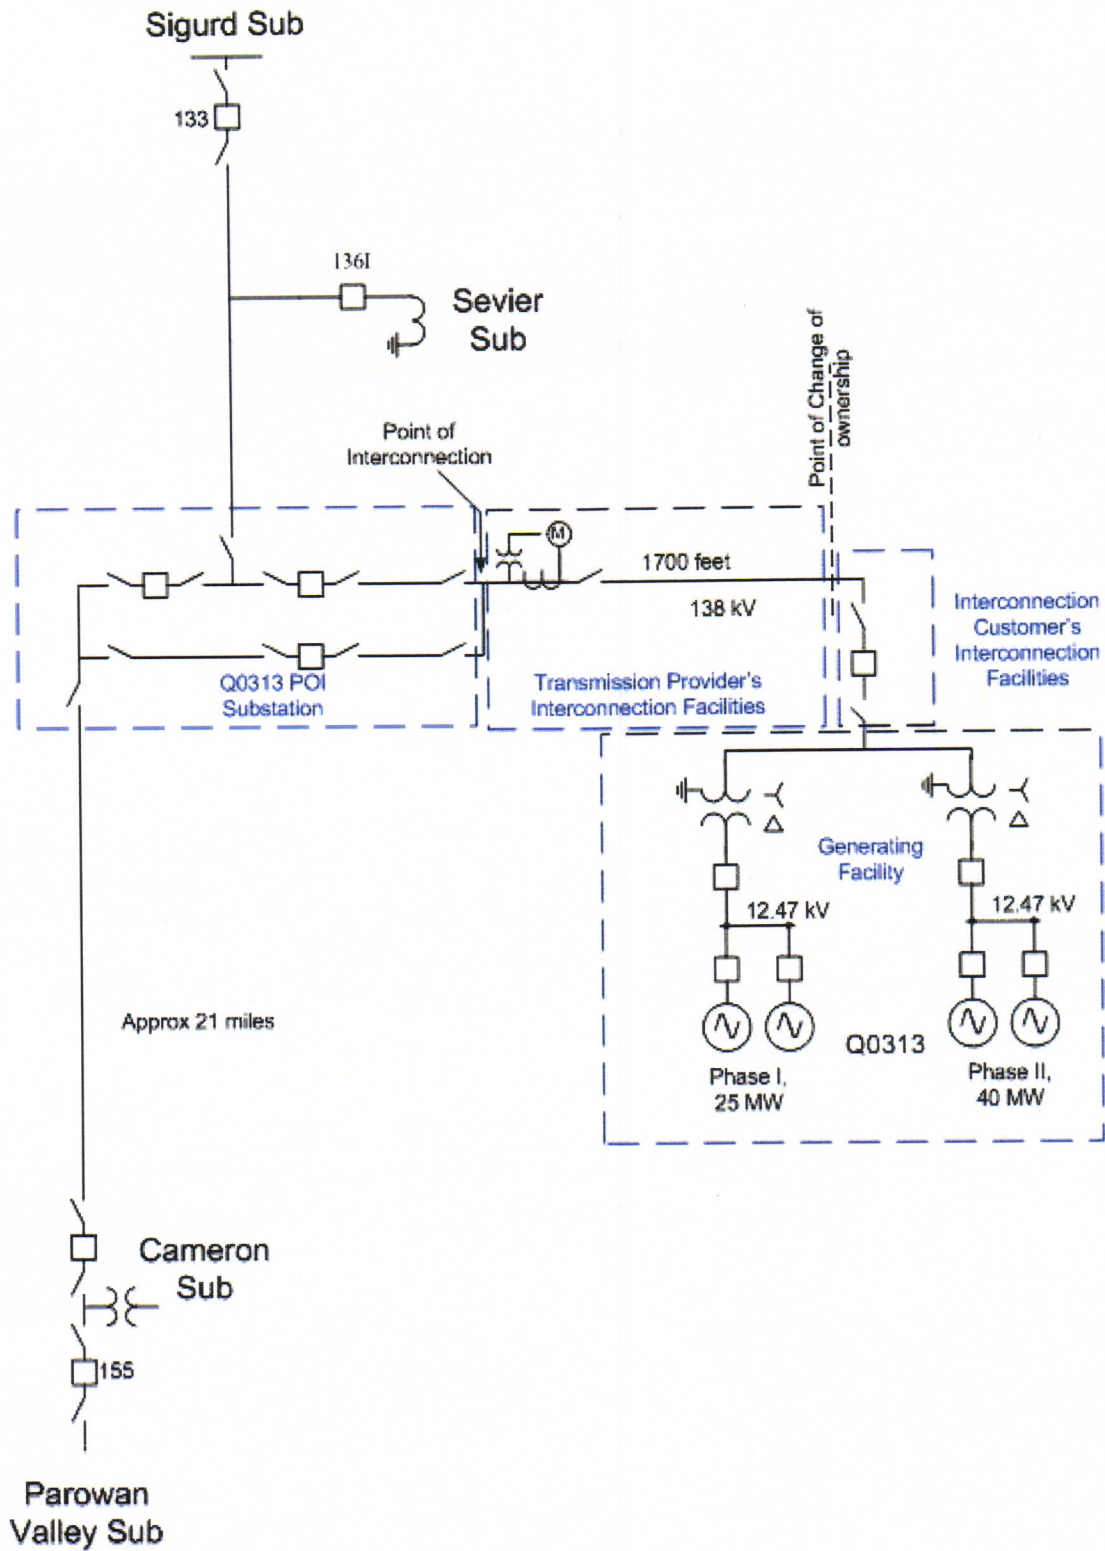 Sigurd Sub
133
136I
Sevier
Sub
Point of Change of
ownership
Point of
Interconnection
M
1700 feet
138 kV
Interconnection
Customer's
Interconnection
Facilities
Q0313 POI
Substation
Transmission Provider's
Interconnection Facilities
Generating
Facility
12.47 kV
12.47 kV
Approx 21 miles
Q0313
Phase I,
25 MW
Phase II,
40 MW
Cameron
Sub
155
Parowan
Valley Sub